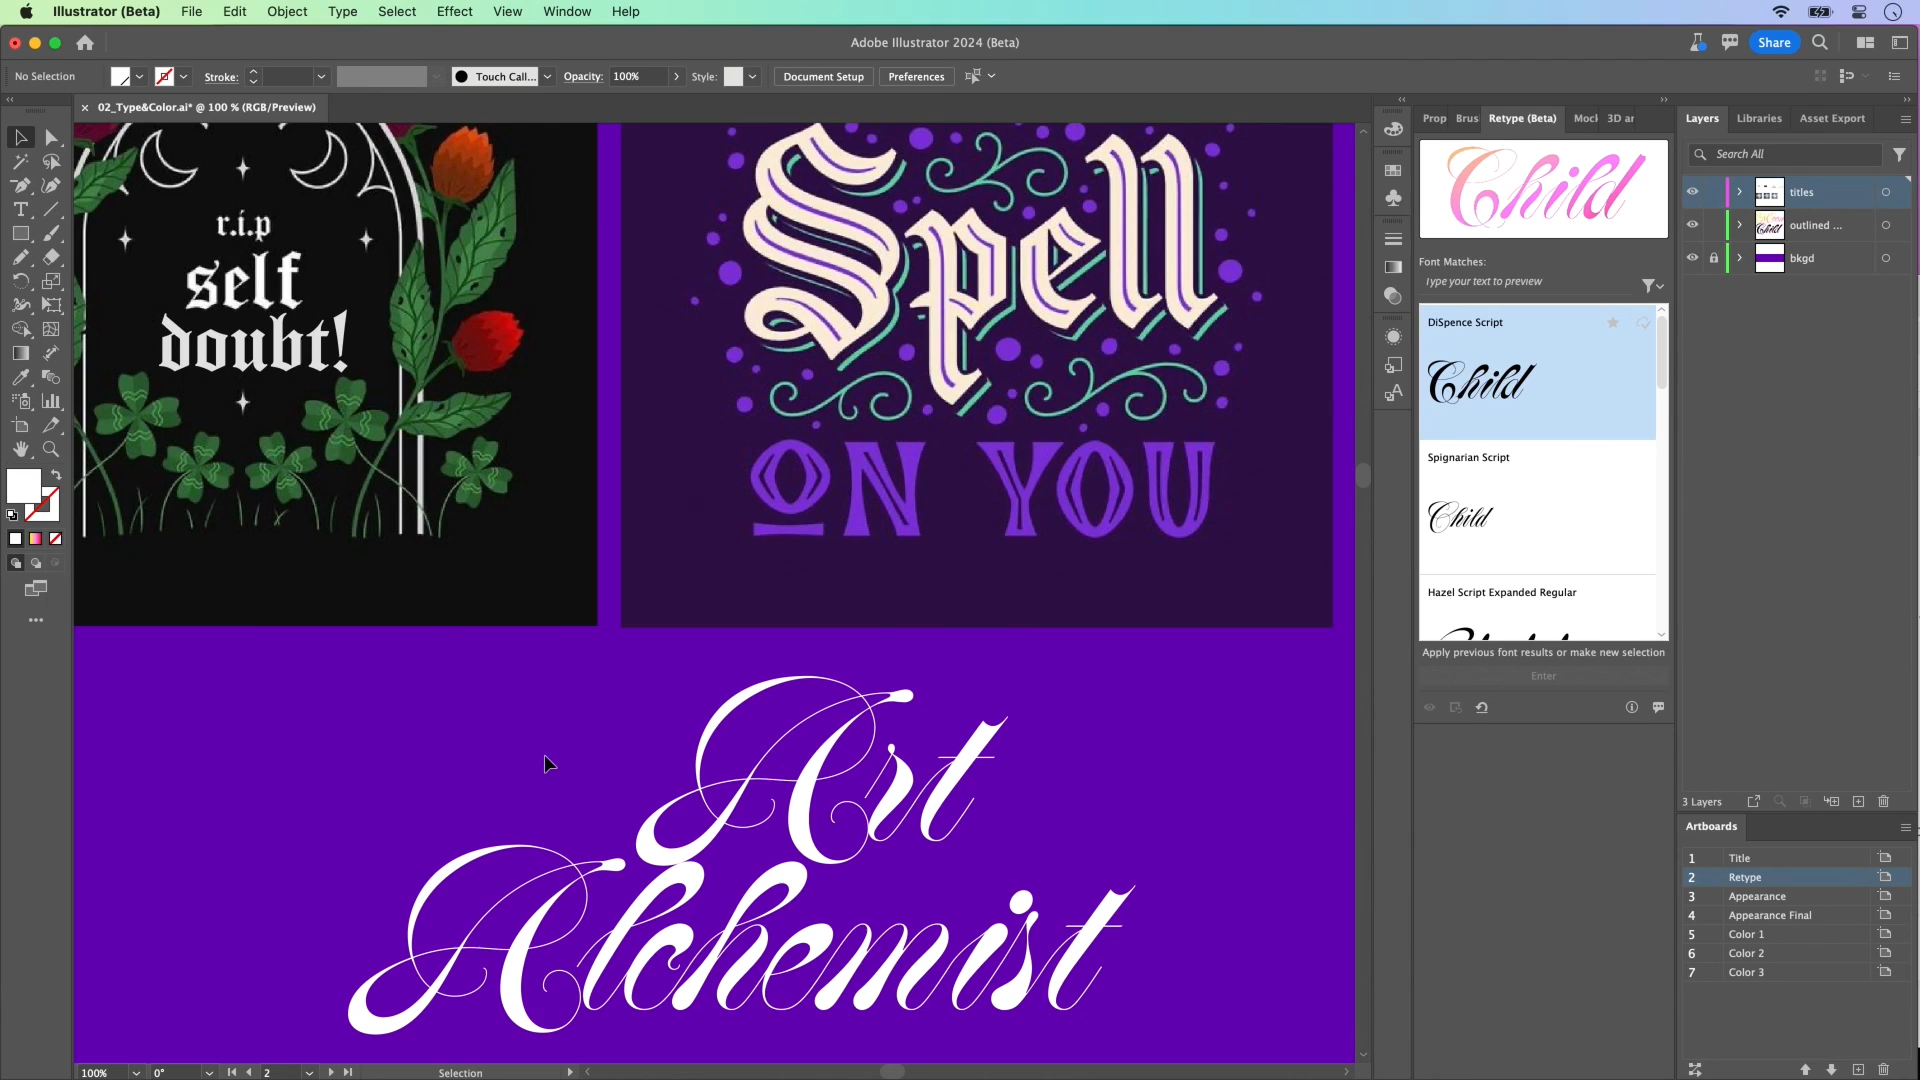 Illustrator (Beta) File Edit Object Type Select Effect View Window Help
Adobe Illustrator 2024 (Beta)
Share
No Selection Stroke: Touch Call... Opacity: 100% Style: Document Setup Preferences
× 02_Type&Color.ai* @ 100 % (RGB/Preview)
r.i.p
self
doubt!
Spell
ON YOU
Art
Alchemist
Prop Brus Retype (Beta) Mocl 3D ar
Child
Font Matches:
Type your text to preview
DiSpence Script
Child
Spignarian Script
Child
Hazel Script Expanded Regular
Apply previous font results or make new selection
Enter
Layers Libraries Asset Export
Search All
titles
outlined ...
bkgd
3 Layers
Artboards
1 Title
2 Retype
3 Appearance
4 Appearance Final
5 Color 1
6 Color 2
7 Color 3
100% 0° 2 Selection